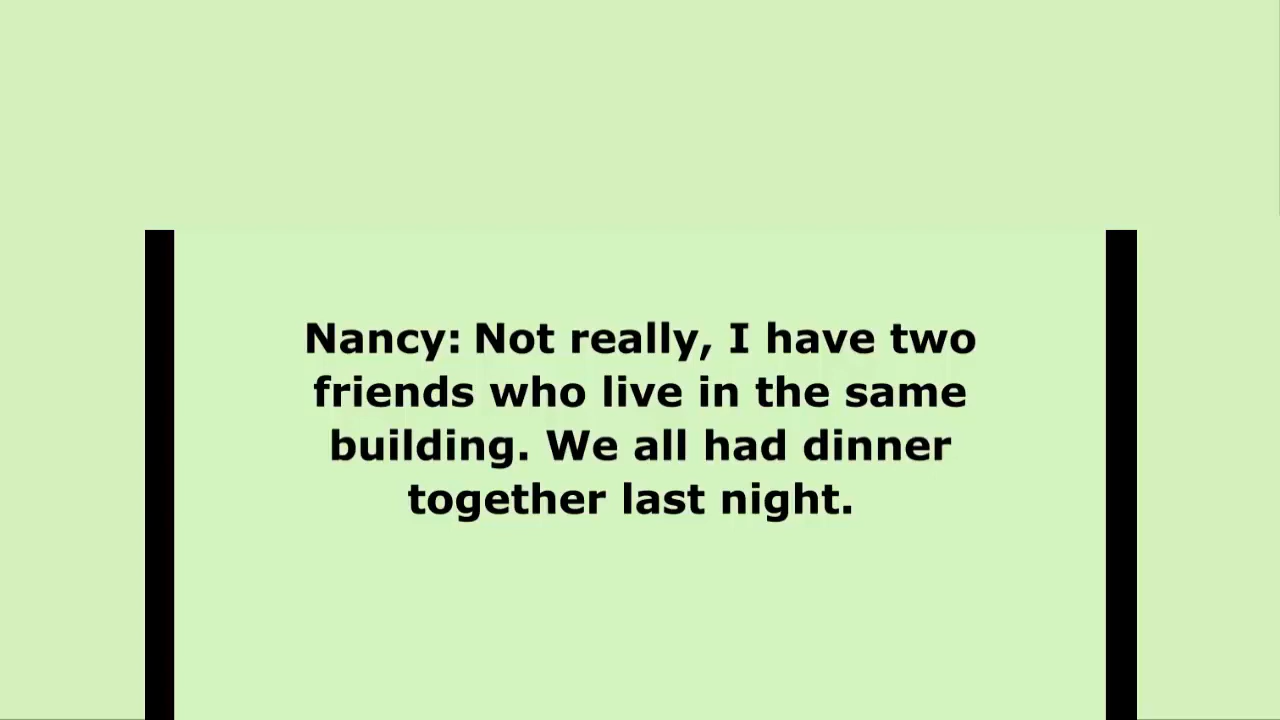 Nancy: Not really, I have two
friends who live in the same
building. We all had dinner
together last night.